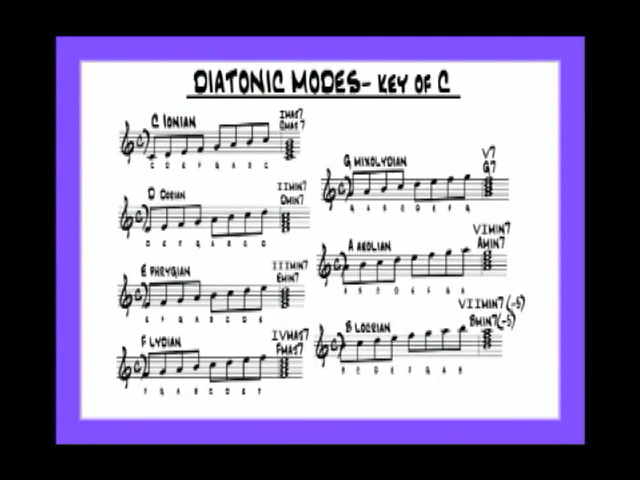 DIATONIC MODES- KEY OF C
C IONIAN
IMAJ7
CMAJ7
C D E F G A B C
D DORIAN
IIMIN7
DMIN7
D E F G A B C D
E PHRYGIAN
IIIMIN7
EMIN7
E F G A B C D E
F LYDIAN
IVMAJ7
FMAJ7
F G A B C D E F
G MIXOLYDIAN
V7
G7
G A B C D E F G
A AEOLIAN
VIMIN7
AMIN7
A B C D E F G A
B LOCRIAN
VIIMIN7(-5)
BMIN7(-5)
B C D E F G A B